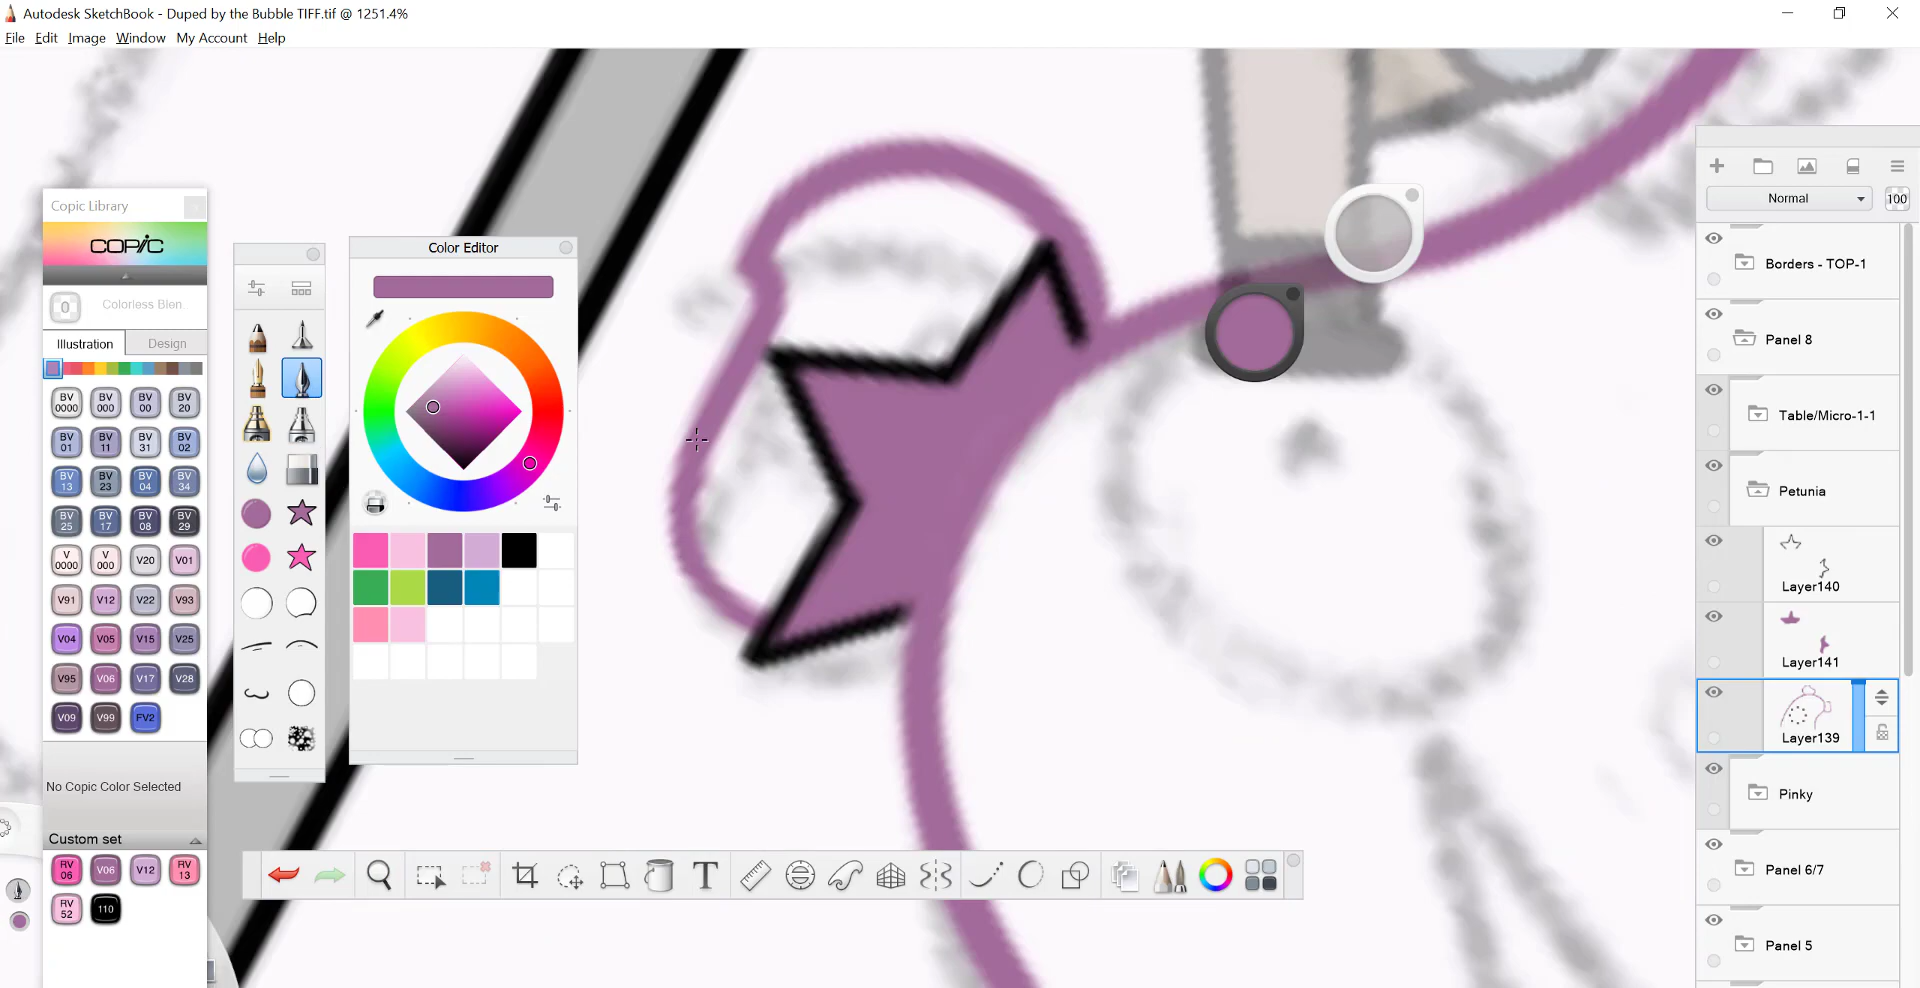 Autodesk SketchBook - Duped by the Bubble TIFF.tif @ 1251.4%
File Edit Image Window My Account Help
Copic Library
COPIC
0 Colorless Blen
Illustration Design
BV 0000 BV 000 BV 00 BV 20
BV 01 BV 11 BV 31 BV 02
BV 13 BV 23 BV 04 BV 34
BV 25 BV 17 BV 08 BV 29
V 0000 V 000 V20 V01
V91 V12 V22 V93
V04 V05 V15 V25
V95 V06 V17 V28
V09 V99 FV2
No Copic Color Selected
Custom set
RV 06 V06 V12 RV 13
RV 52 110
Color Editor
T
Normal 100
Borders - TOP-1
Panel 8
Table/Micro-1-1
Petunia
Layer140
Layer141
Layer139
Pinky
Panel 6/7
Panel 5